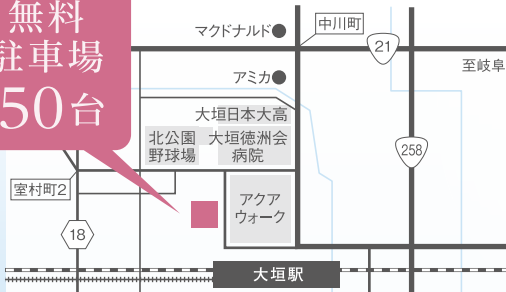 無料
駐車場
50台
マクドナルド
中川町
21
至岐阜
アミカ
大垣日本大高
北公園
野球場
大垣徳洲会
病院
258
室村町2
アクア
ウォーク
18
大垣駅